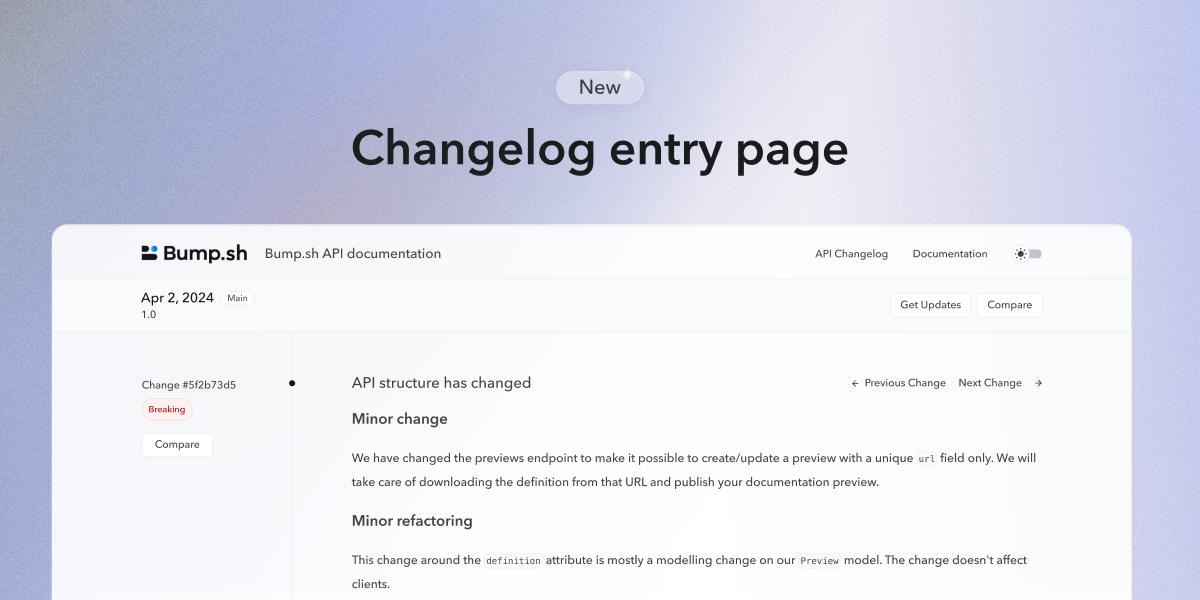 New
Changelog entry page
Bump.sh Bump.sh API documentation API Changelog Documentation
Apr 2, 2024 Main
1.0
Get Updates Compare
Change #5f2b73d5
Breaking
Compare
API structure has changed
← Previous Change Next Change →
Minor change
We have changed the previews endpoint to make it possible to create/update a preview with a unique url field only. We will
take care of downloading the definition from that URL and publish your documentation preview.
Minor refactoring
This change around the definition attribute is mostly a modelling change on our Preview model. The change doesn't affect
clients.